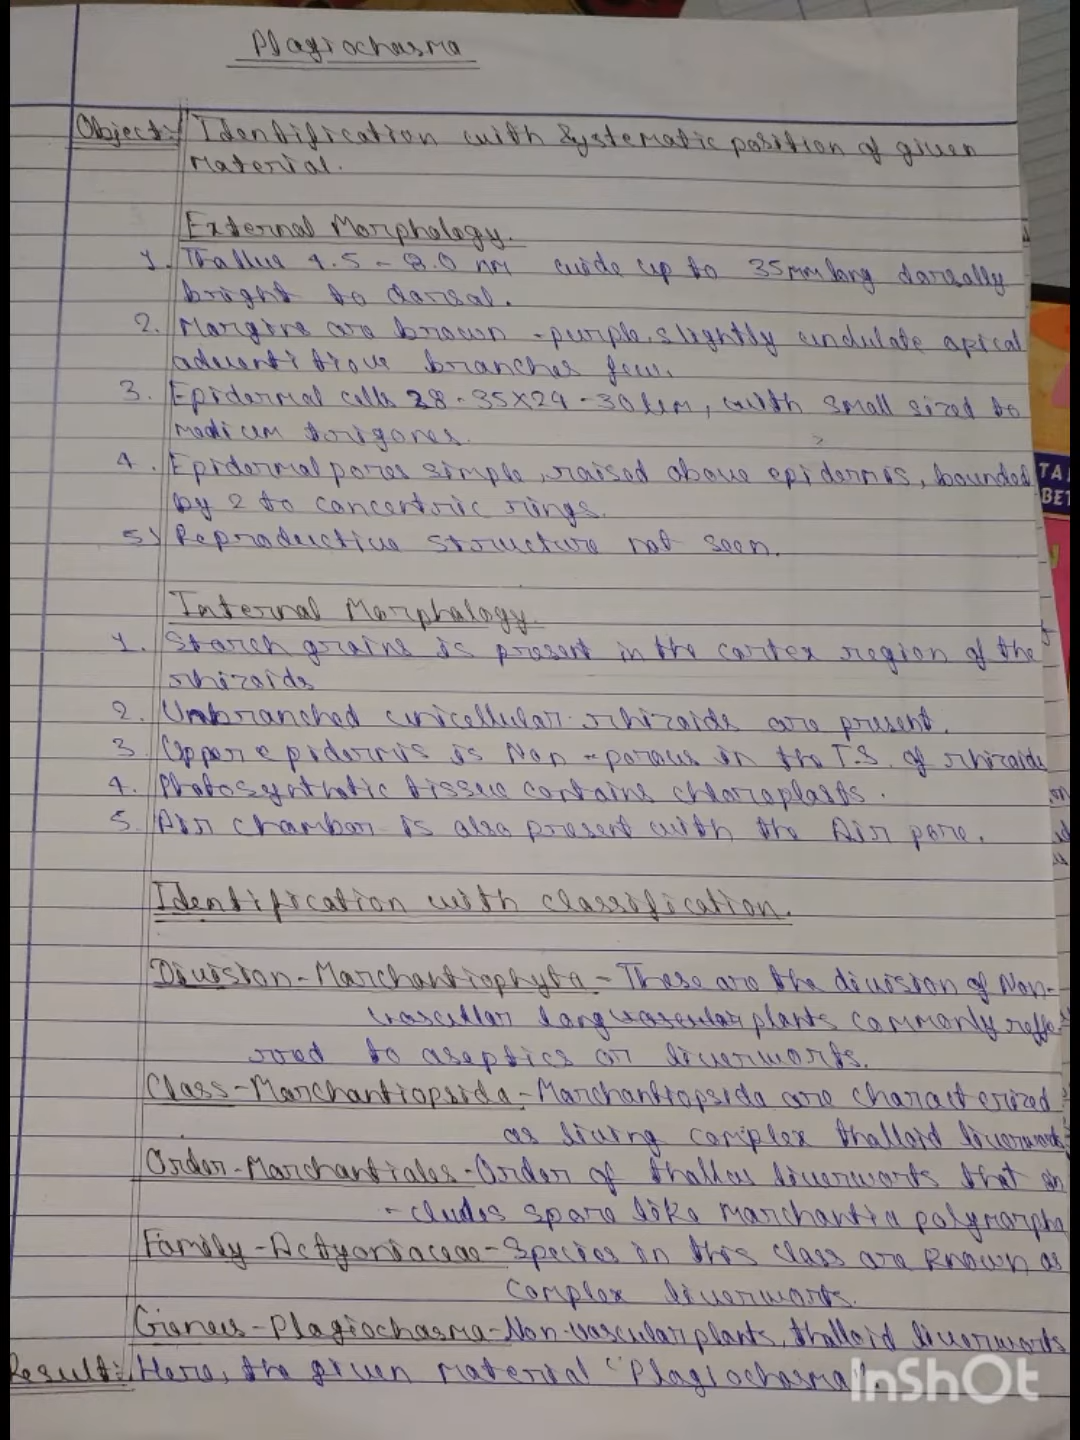 Plagiochasma
Object:- Identification with Systematic position of given
material.
External Morphology.
1. Thallus 4.5 - 8.0 mm wide up to 35mm long dorsally
bright to dorsal.
2. Margins are brown - purple, slightly undulate apical
adventitious branches few.
3. Epidermal cells 28 - 35 x 24 - 30 µm, with small sized to
medium trigones.
4. Epidermal pores simple, raised above epidermis, bounded
by 2 to concentric rings.
5) Reproductive structure not seen.
Internal Morphology.
1. Starch grains is present in the cortex region of the
rhizoids
2. Unbranched unicellular rhizoids are present.
3. Upper epidermis is Non - porous in the T.S. of rhizoids
4. Photosynthetic tissue contains chloroplasts.
5. Air chamber is also present with the Air pore.
Identification with classification.
Division - Marchantiophyta - These are the division of Non-
vascular plants commonly reffe
rred to as or liverworts.
Class - Marchantiopsida - Marchantiopsida are characterized
as living complex thalloid liverworts
Order - Marchantiales - Order of thallus liverworts that in
- cludes spore like Marchantia polymorpha
Family - Actyoniaceae - Species in this class are known as
complex liverworts.
Genus - Plagiochasma - Non-vascular plants, thalloid liverworts
Result:- Here, the given material "Plagiochasma".
InShOt